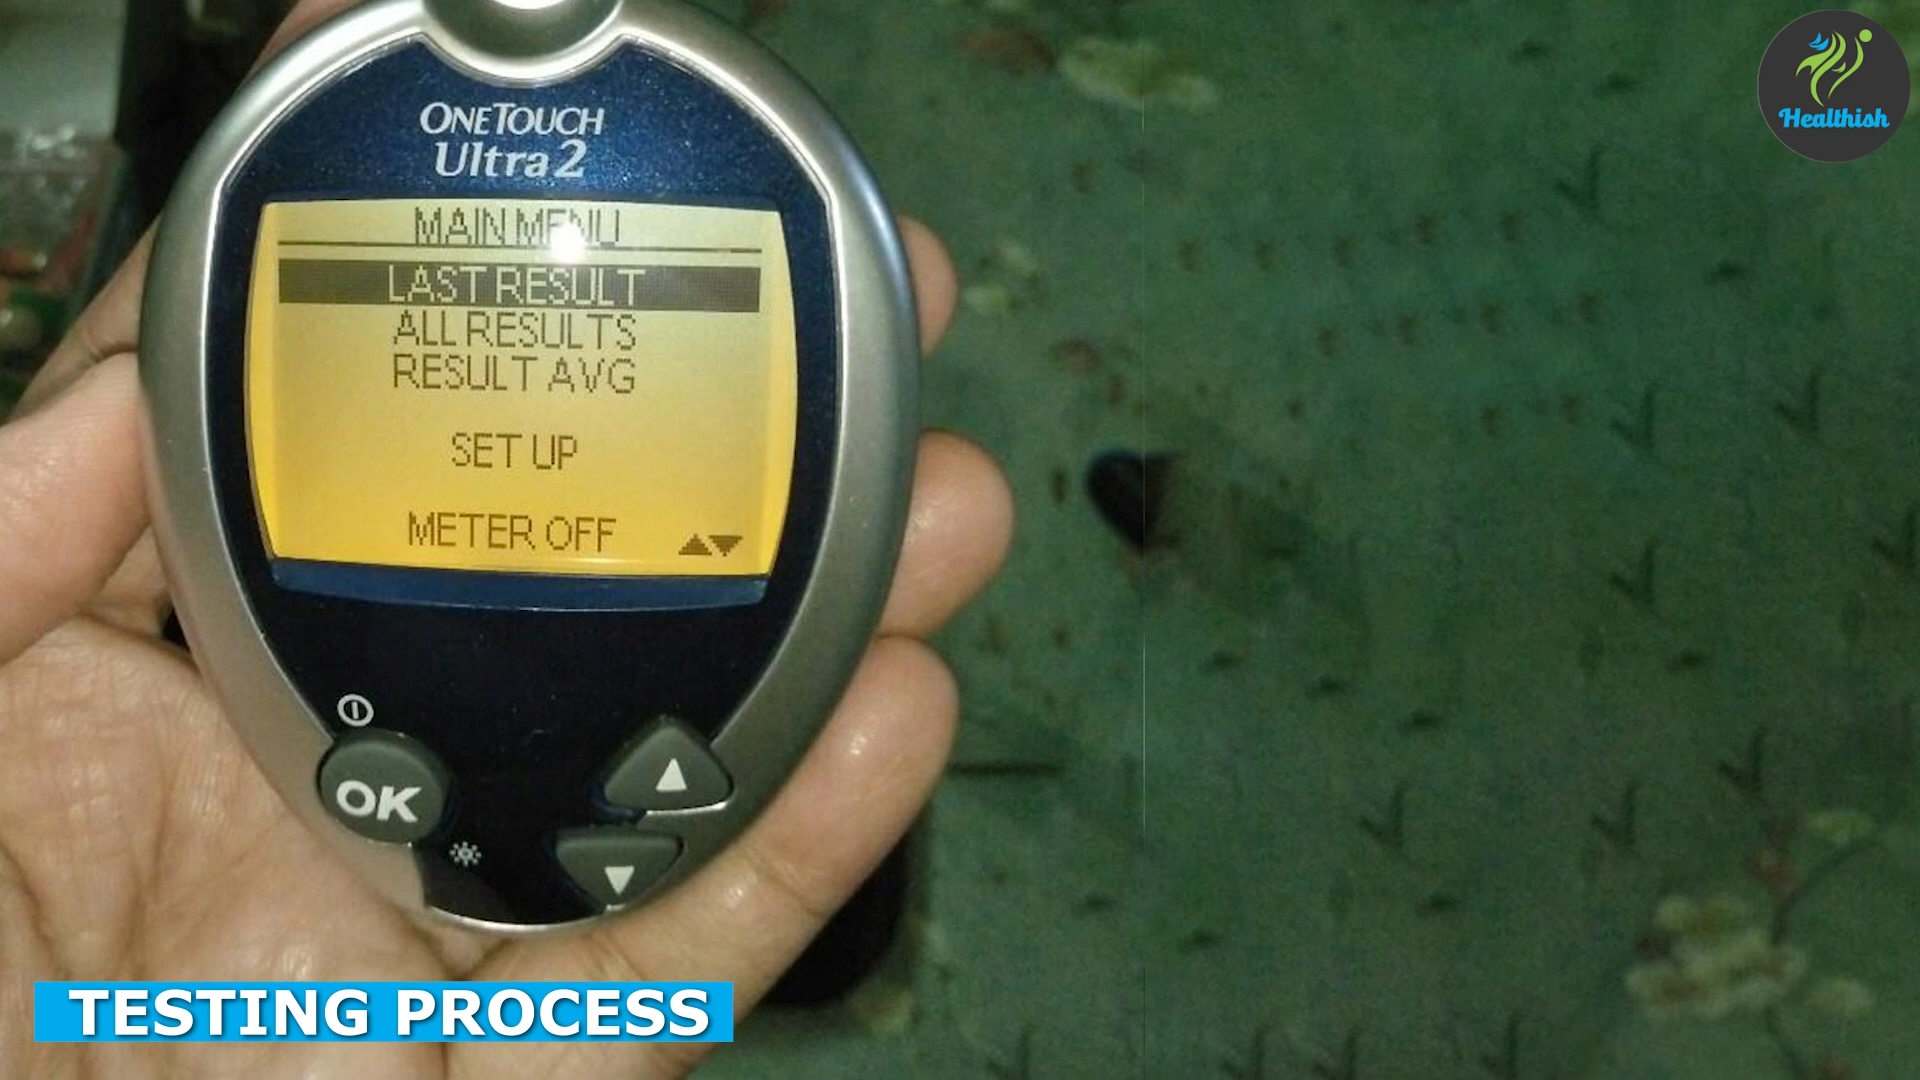 Healthish
ONETOUCH
Ultra2
MAIN MENU
LAST RESULT
ALL RESULTS
RESULT AVG
SET UP
METER OFF
OK
TESTING PROCESS